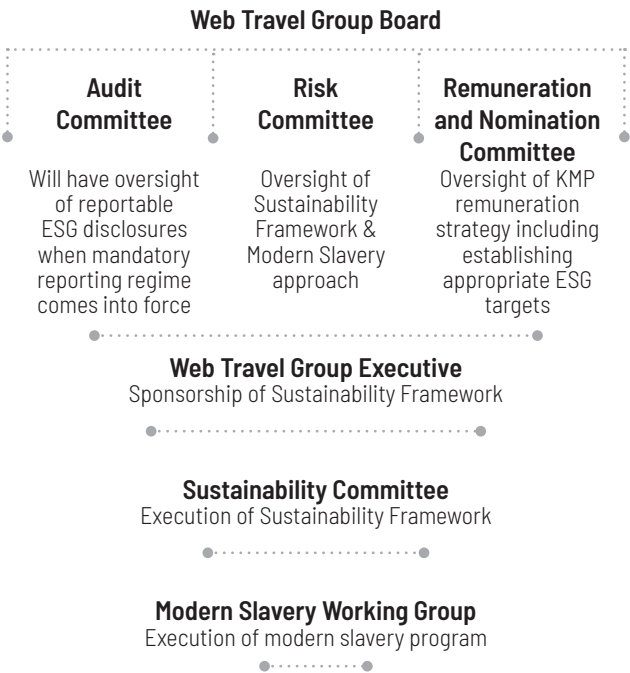 Web Travel Group Board
Audit
Committee
Will have oversight
of reportable
ESG disclosures
when mandatory
reporting regime
comes into force
Risk
Committee
Oversight of
Sustainability
Framework &
Modern Slavery
approach
Remuneration
and Nomination
Committee
Oversight of KMP
remuneration
strategy including
establishing
appropriate ESG
targets
Web Travel Group Executive
Sponsorship of Sustainability Framework
Sustainability Committee
Execution of Sustainability Framework
Modern Slavery Working Group
Execution of modern slavery program